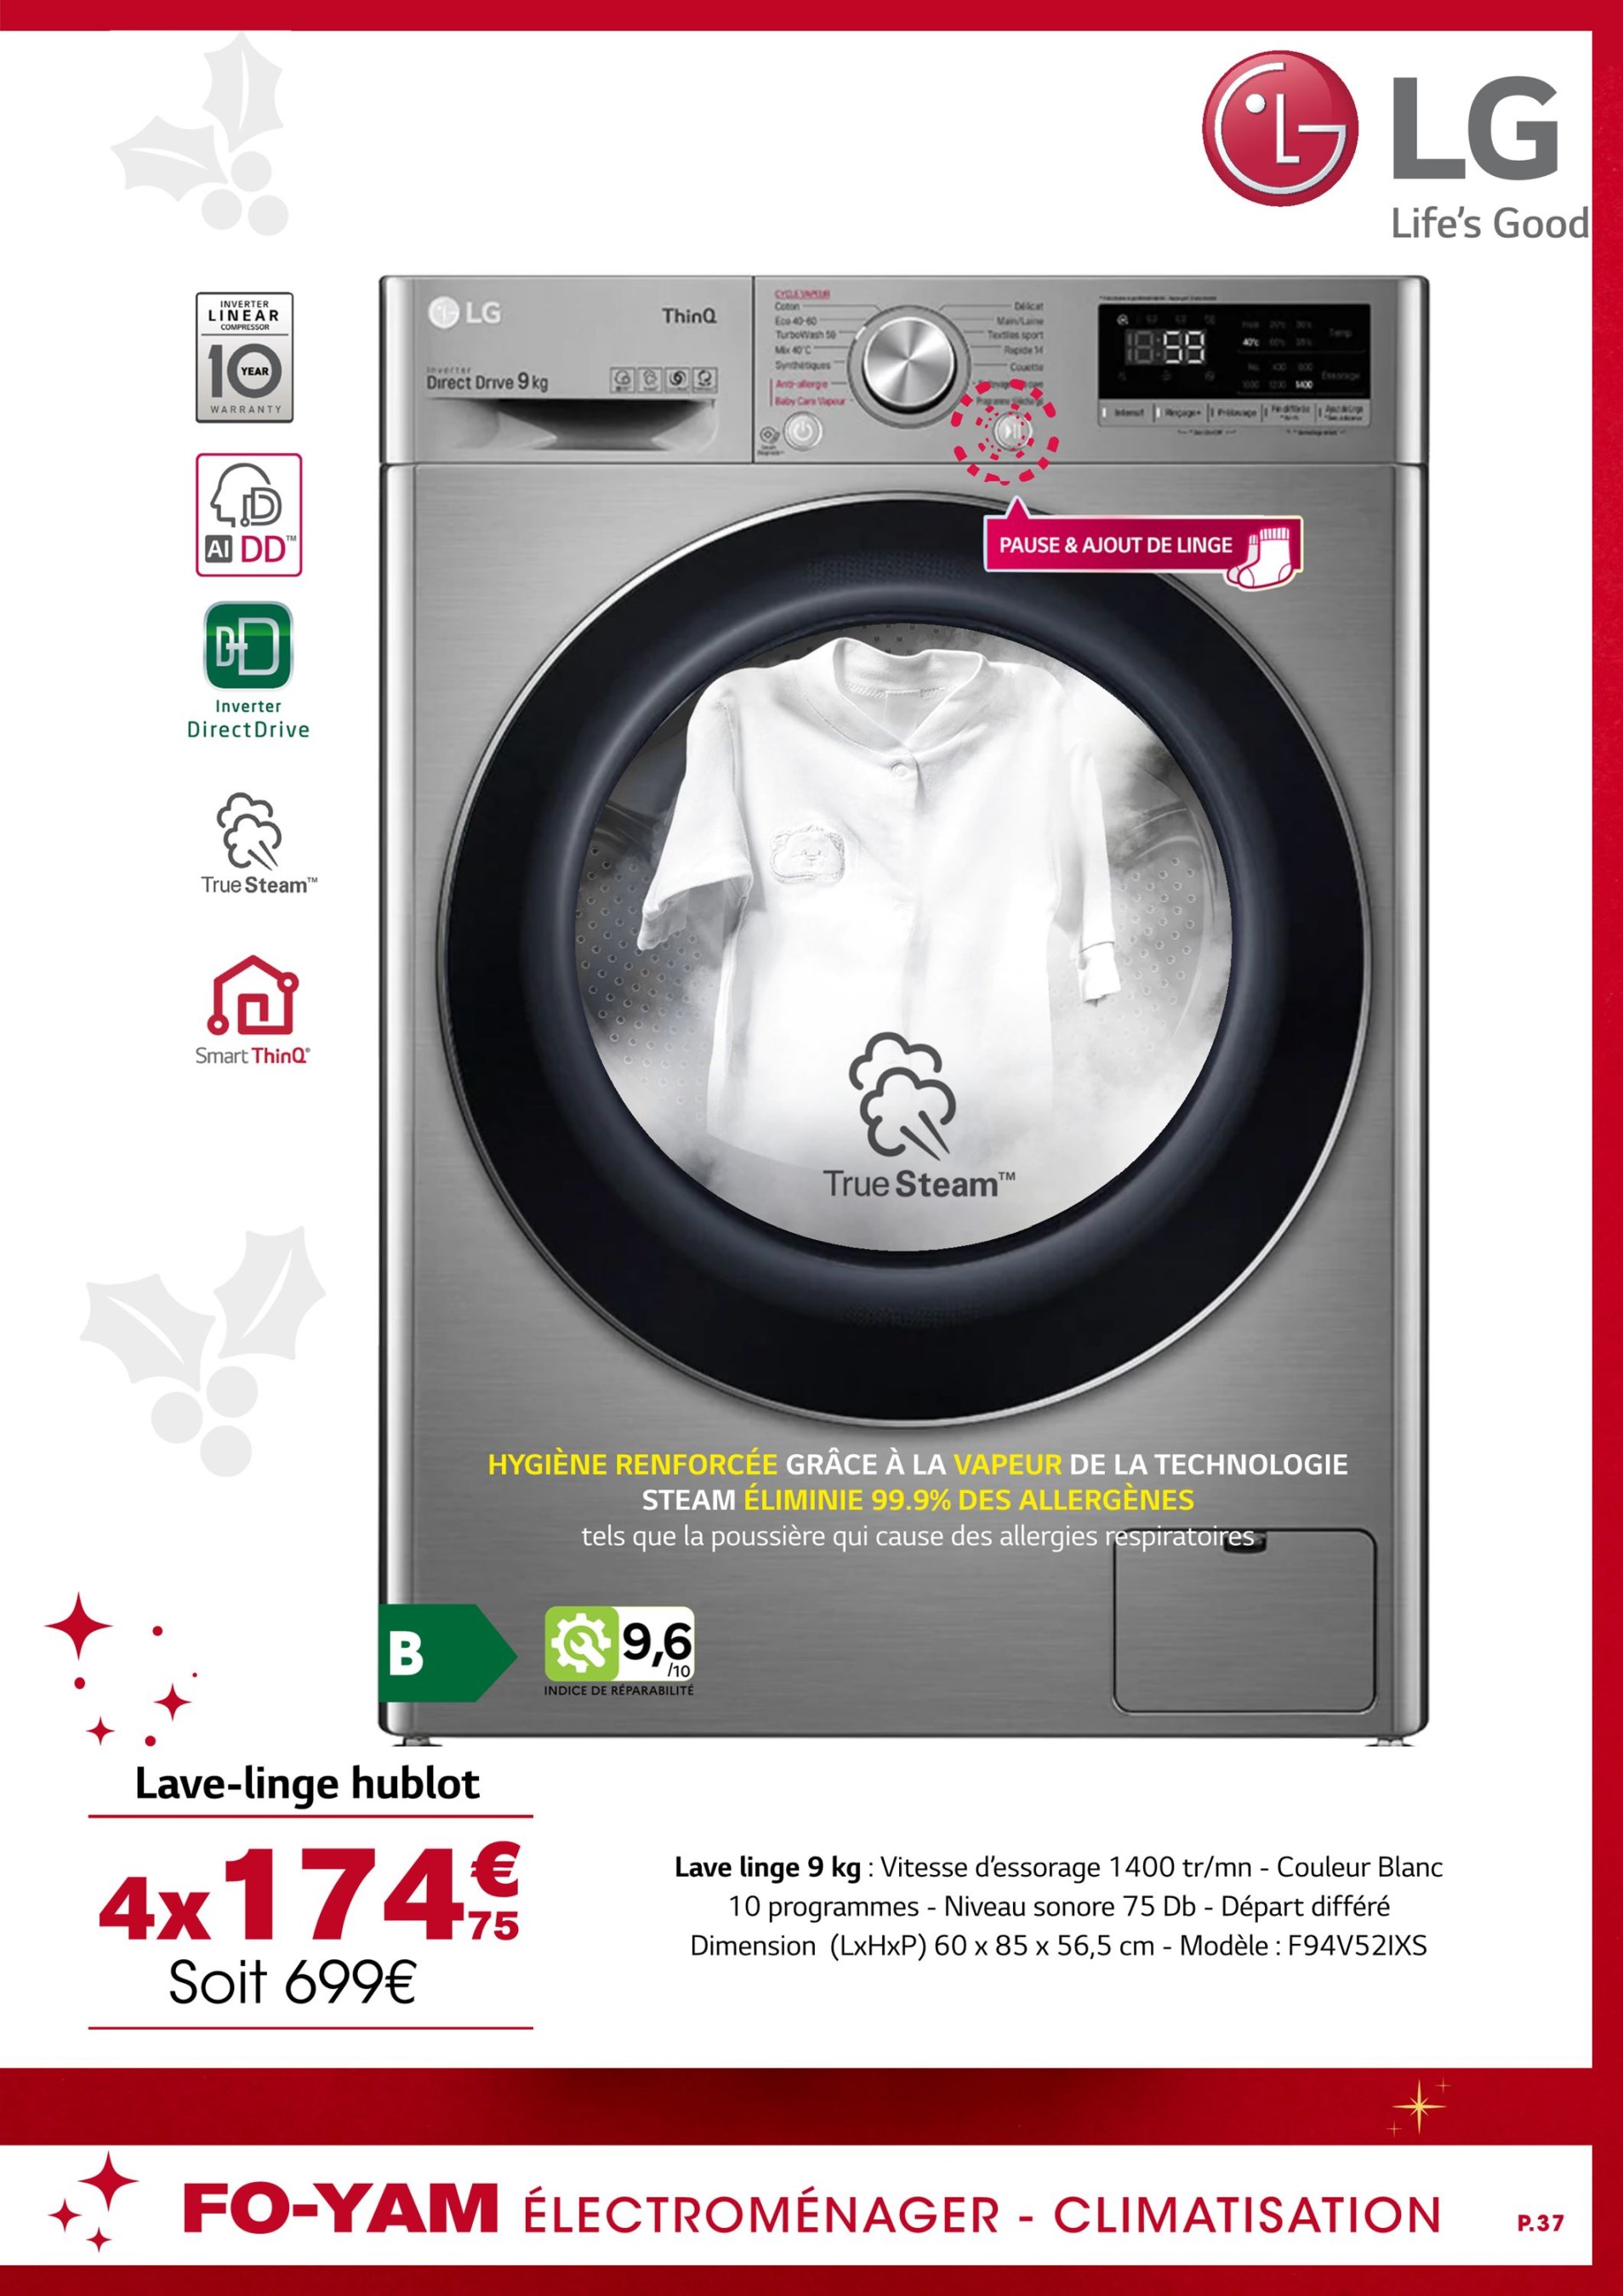 LG
Life's Good
INVERTER
LINEAR
COMPRESSOR
10 YEAR
WARRANTY
AI DD™
Inverter
DirectDrive
True Steam™
Smart ThinQ®
LG
ThinQ
Inverter
Direct Drive 9 kg
CYCLE VAPEUR
Coton
Eco 40-60
TurboWash 59
Mix 40°C
Synthétiques
Anti-allergie
Baby Care Vapeur
Délicat
Main/Laine
Textiles sport
Rapide 14
Couette
Intensif
Rinçage+
Prélavage
PAUSE & AJOUT DE LINGE
True Steam™
HYGIÈNE RENFORCÉE GRÂCE À LA VAPEUR DE LA TECHNOLOGIE
STEAM ÉLIMINIE 99.9% DES ALLERGÈNES
tels que la poussière qui cause des allergies respiratoires
B
9,6
/10
INDICE DE RÉPARABILITÉ
Lave-linge hublot
4x174€75
Soit 699€
Lave linge 9 kg : Vitesse d'essorage 1400 tr/mn - Couleur Blanc
10 programmes - Niveau sonore 75 Db - Départ différé
Dimension (LxHxP) 60 x 85 x 56,5 cm - Modèle : F94V52IXS
FO-YAM ÉLECTROMÉNAGER - CLIMATISATION
P.37